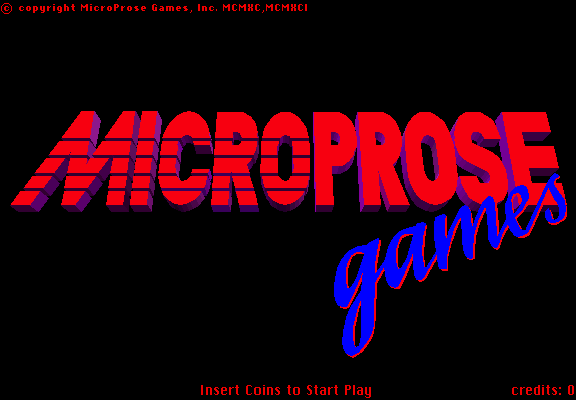 © copyright MicroProse Games, Inc. MCMXC,MCMXCI
MICROPROSE
games
Insert Coins to Start Play
credits: 0